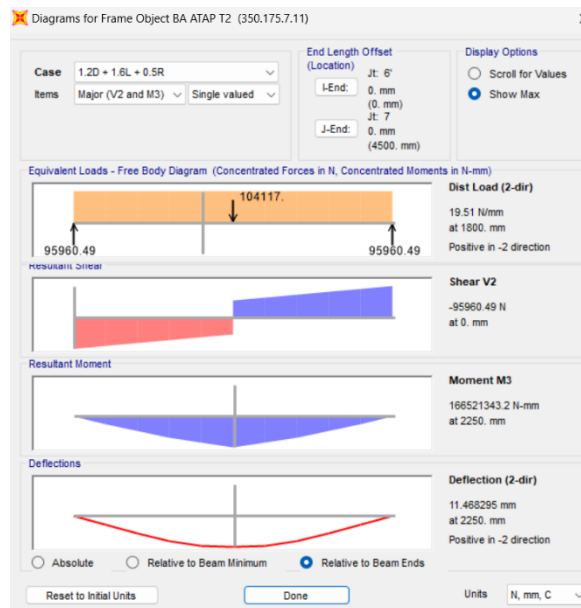 Diagrams for Frame Object BA ATAP T2 (350.175.7.11)
End Length Offset
(Location)
Display Options
Case 1.2D + 1.6L + 0.5R
Items Major (V2 and M3) Single valued
I-End:
Jt: 6'
0. mm
(0. mm)
J-End:
Jt: 7
0. mm
(4500. mm)
Scroll for Values
Show Max
Equivalent Loads - Free Body Diagram (Concentrated Forces in N, Concentrated Moments in N-mm)
104117.
95960.49
95960.49
Dist Load (2-dir)
19.51 N/mm
at 1800. mm
Positive in -2 direction
Resultant Shear
Shear V2
-95960.49 N
at 0. mm
Resultant Moment
Moment M3
166521343.2 N-mm
at 2250. mm
Deflections
Deflection (2-dir)
11.468295 mm
at 2250. mm
Positive in -2 direction
Absolute Relative to Beam Minimum Relative to Beam Ends
Reset to Initial Units Done Units N, mm, C